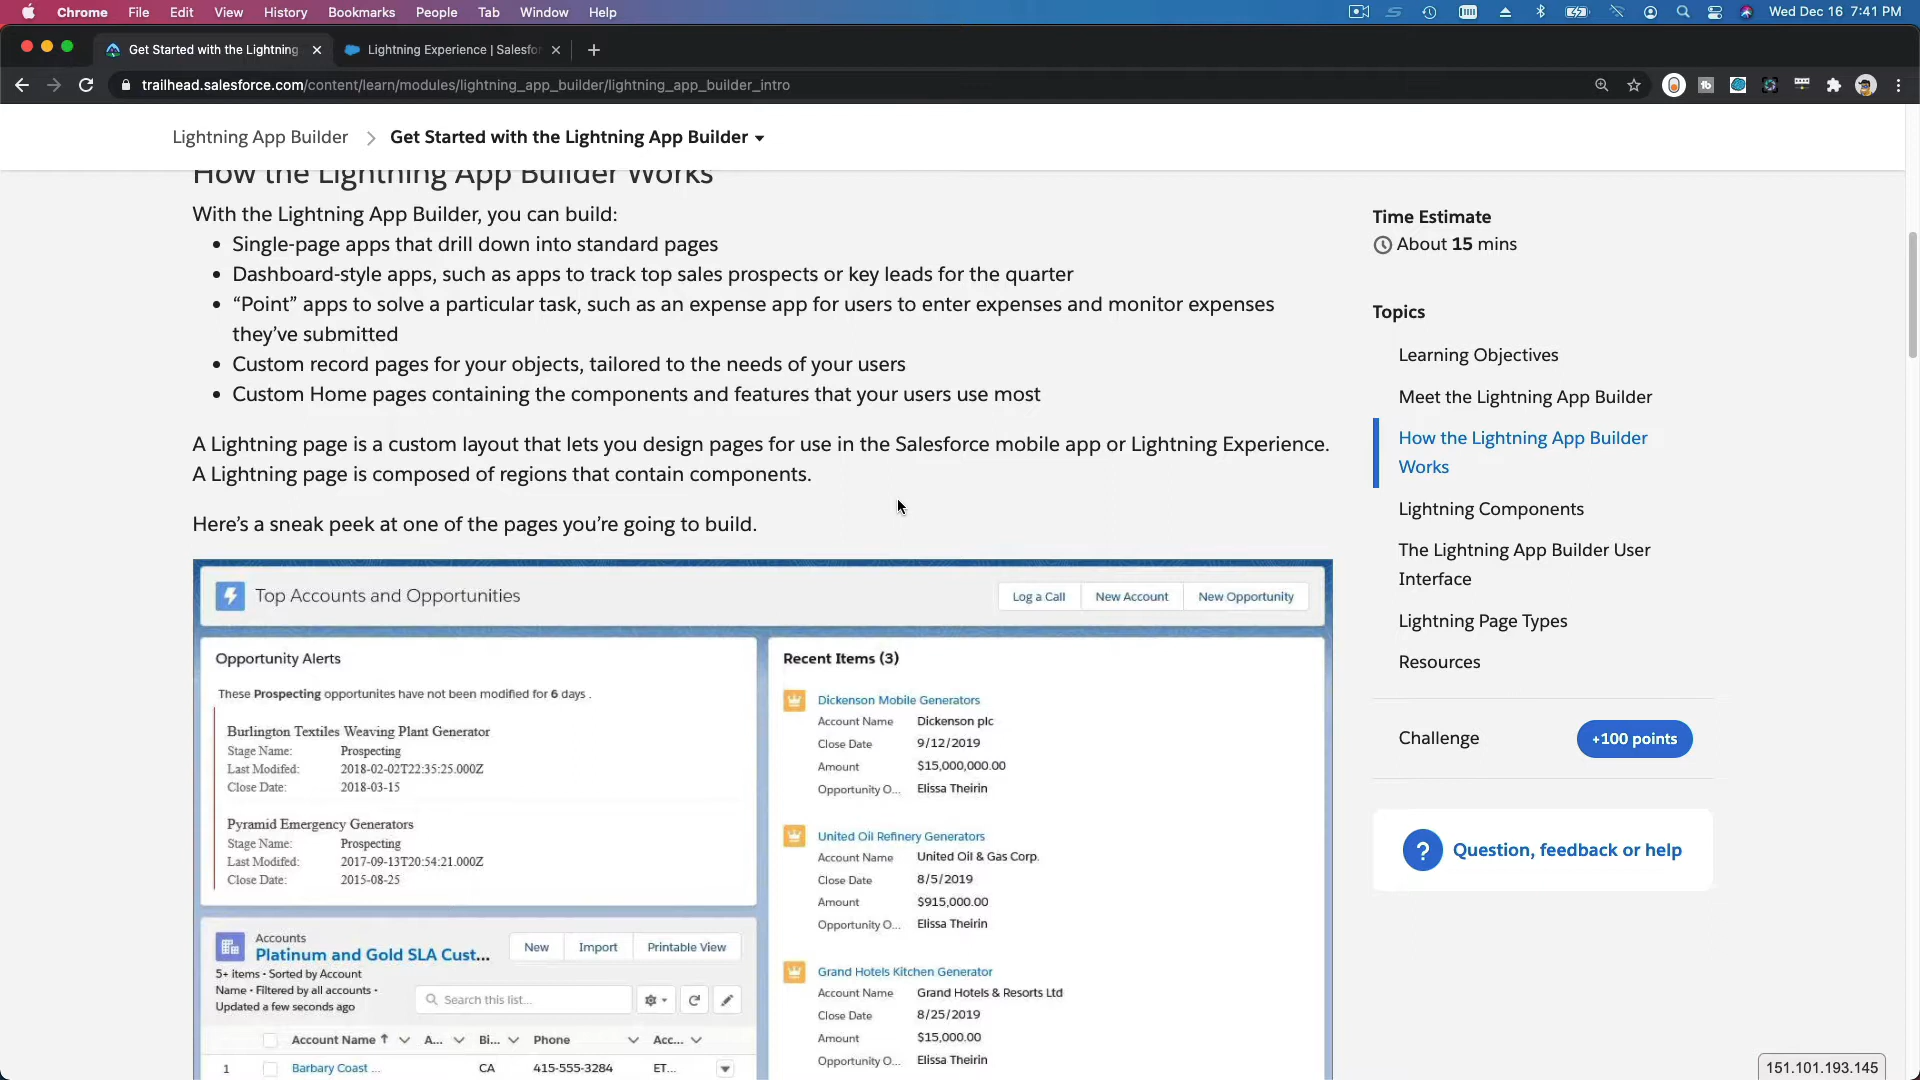 Chrome File Edit View History Bookmarks People Tab Window Help
Wed Dec 16 7:41 PM
Get Started with the Lightning
Lightning Experience | Salesfo
trailhead.salesforce.com/content/learn/modules/lightning_app_builder/lightning_app_builder_intro
Lightning App Builder > Get Started with the Lightning App Builder
How the Lightning App Builder Works
With the Lightning App Builder, you can build:
• Single-page apps that drill down into standard pages
• Dashboard-style apps, such as apps to track top sales prospects or key leads for the quarter
• “Point” apps to solve a particular task, such as an expense app for users to enter expenses and monitor expenses
they’ve submitted
• Custom record pages for your objects, tailored to the needs of your users
• Custom Home pages containing the components and features that your users use most
A Lightning page is a custom layout that lets you design pages for use in the Salesforce mobile app or Lightning Experience.
A Lightning page is composed of regions that contain components.
Here’s a sneak peek at one of the pages you’re going to build.
Top Accounts and Opportunities
Log a Call New Account New Opportunity
Opportunity Alerts
These Prospecting opportunites have not been modified for 6 days .
Burlington Textiles Weaving Plant Generator
Stage Name: Prospecting
Last Modifed: 2018-02-02T22:35:25.000Z
Close Date: 2018-03-15
Pyramid Emergency Generators
Stage Name: Prospecting
Last Modifed: 2017-09-13T20:54:21.000Z
Close Date: 2015-08-25
Accounts
Platinum and Gold SLA Cust...
New Import Printable View
5+ items • Sorted by Account
Name • Filtered by all accounts •
Updated a few seconds ago
Search this list...
Account Name ↑ A... Bi... Phone Acc...
1 Barbary Coast ... CA 415-555-3284 ET...
Recent Items (3)
Dickenson Mobile Generators
Account Name Dickenson plc
Close Date 9/12/2019
Amount $15,000,000.00
Opportunity O... Elissa Theirin
United Oil Refinery Generators
Account Name United Oil & Gas Corp.
Close Date 8/5/2019
Amount $915,000.00
Opportunity O... Elissa Theirin
Grand Hotels Kitchen Generator
Account Name Grand Hotels & Resorts Ltd
Close Date 8/25/2019
Amount $15,000.00
Opportunity O... Elissa Theirin
Time Estimate
About 15 mins
Topics
Learning Objectives
Meet the Lightning App Builder
How the Lightning App Builder
Works
Lightning Components
The Lightning App Builder User
Interface
Lightning Page Types
Resources
Challenge
+100 points
? Question, feedback or help
151.101.193.145